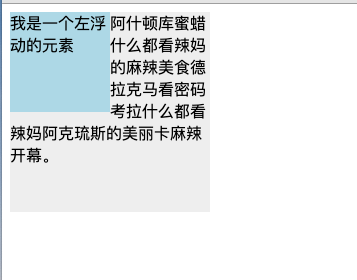 我是一个左浮
动的元素
阿什顿库蜜蜡
什么都看辣妈
的麻辣美食德
拉克马看密码
考拉什么都看
辣妈阿克琉斯的美丽卡麻辣
开幕。